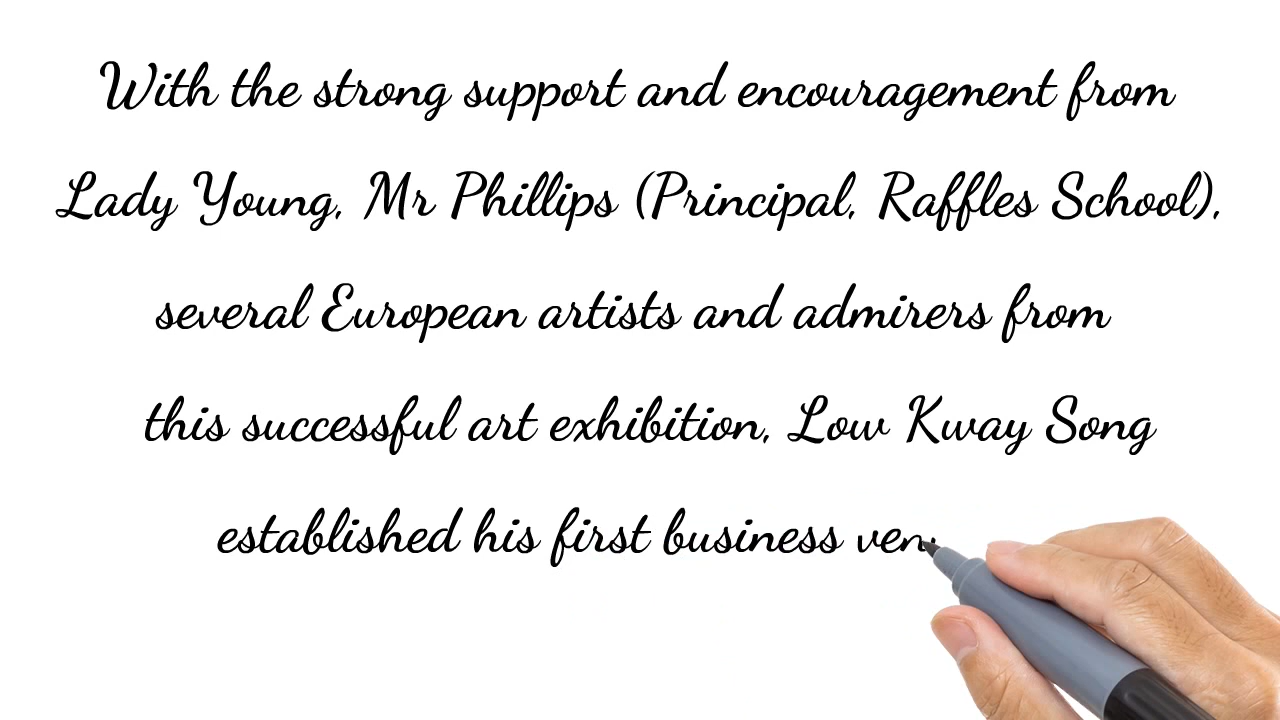 With the strong support and encouragement from
Lady Young, Mr Phillips (Principal, Raffles School),
several European artists and admirers from
this successful art exhibition, Low Kway Song
established his first business ven